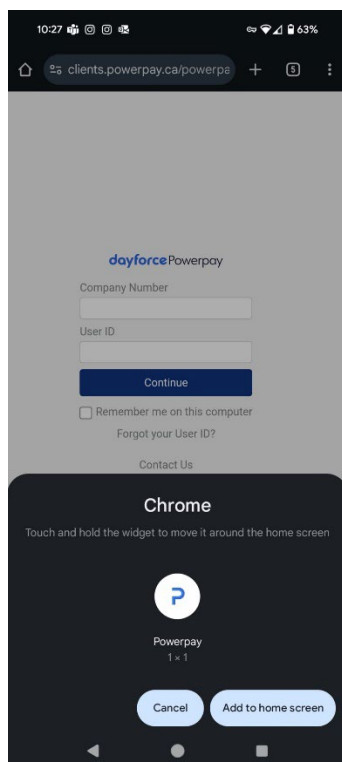 10:27
63%
clients.powerpay.ca/powerpa
5
dayforce Powerpay
Company Number
User ID
Continue
Remember me on this computer
Forgot your User ID?
Contact Us
Chrome
Touch and hold the widget to move it around the home screen
Powerpay
1 × 1
Cancel
Add to home screen